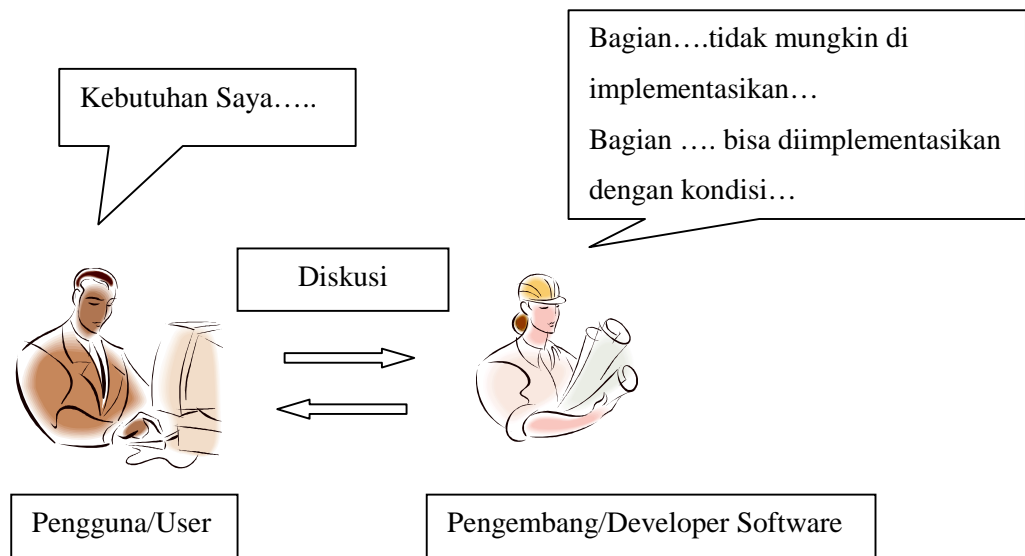 Kebutuhan Saya…..
Bagian….tidak mungkin di
implementasikan…
Bagian …. bisa diimplementasikan
dengan kondisi…
Diskusi
Pengguna/User
Pengembang/Developer Software